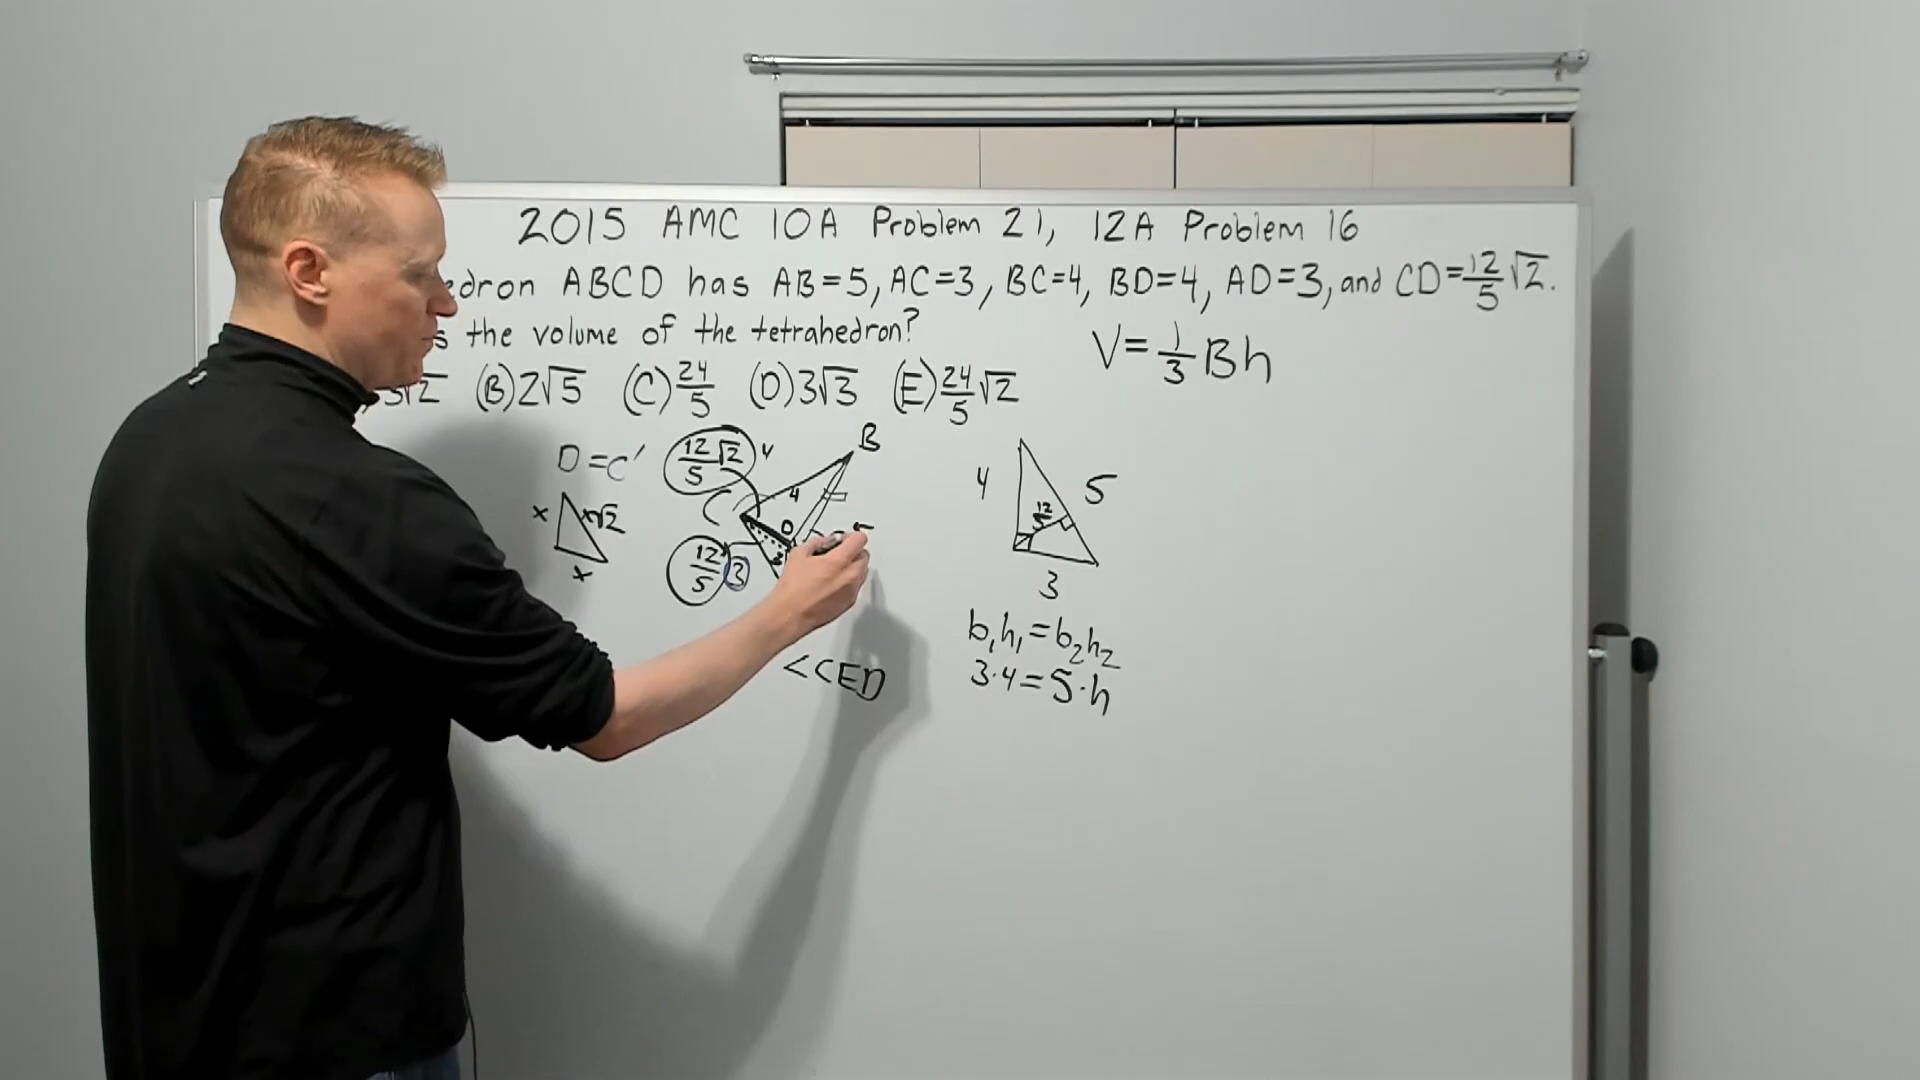 2015 AMC 10A Problem 21, 12A Problem 16
edron ABCD has AB=5, AC=3, BC=4, BD=4, AD=3, and CD=12/5√2.
s the volume of the tetrahedron?
V=1/3Bh
3√2 (B)2√5 (C)24/5 (D)3√3 (E)24/5√2
D=C'
12/5√2 4
B
C
4
D
12/5 3
x x√2
x
4 5
12/5
3
<CED
b₁h₁=b₂h₂
3·4=5·h